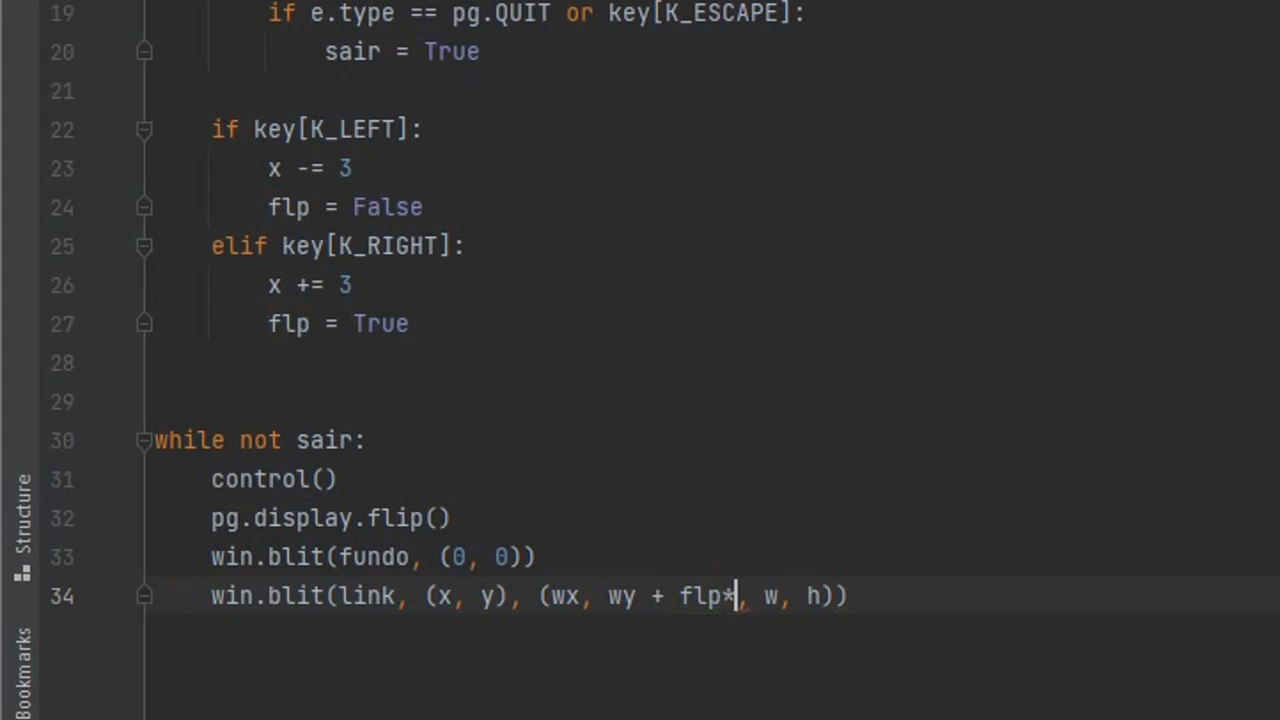 19 if e.type == pg.QUIT or key[K_ESCAPE]:
20 sair = True
21
22 if key[K_LEFT]:
23 x -= 3
24 flp = False
25 elif key[K_RIGHT]:
26 x += 3
27 flp = True
28
29
30 while not sair:
31 control()
32 pg.display.flip()
33 win.blit(fundo, (0, 0))
34 win.blit(link, (x, y), (wx, wy + flp*, w, h))
Structure
Bookmarks